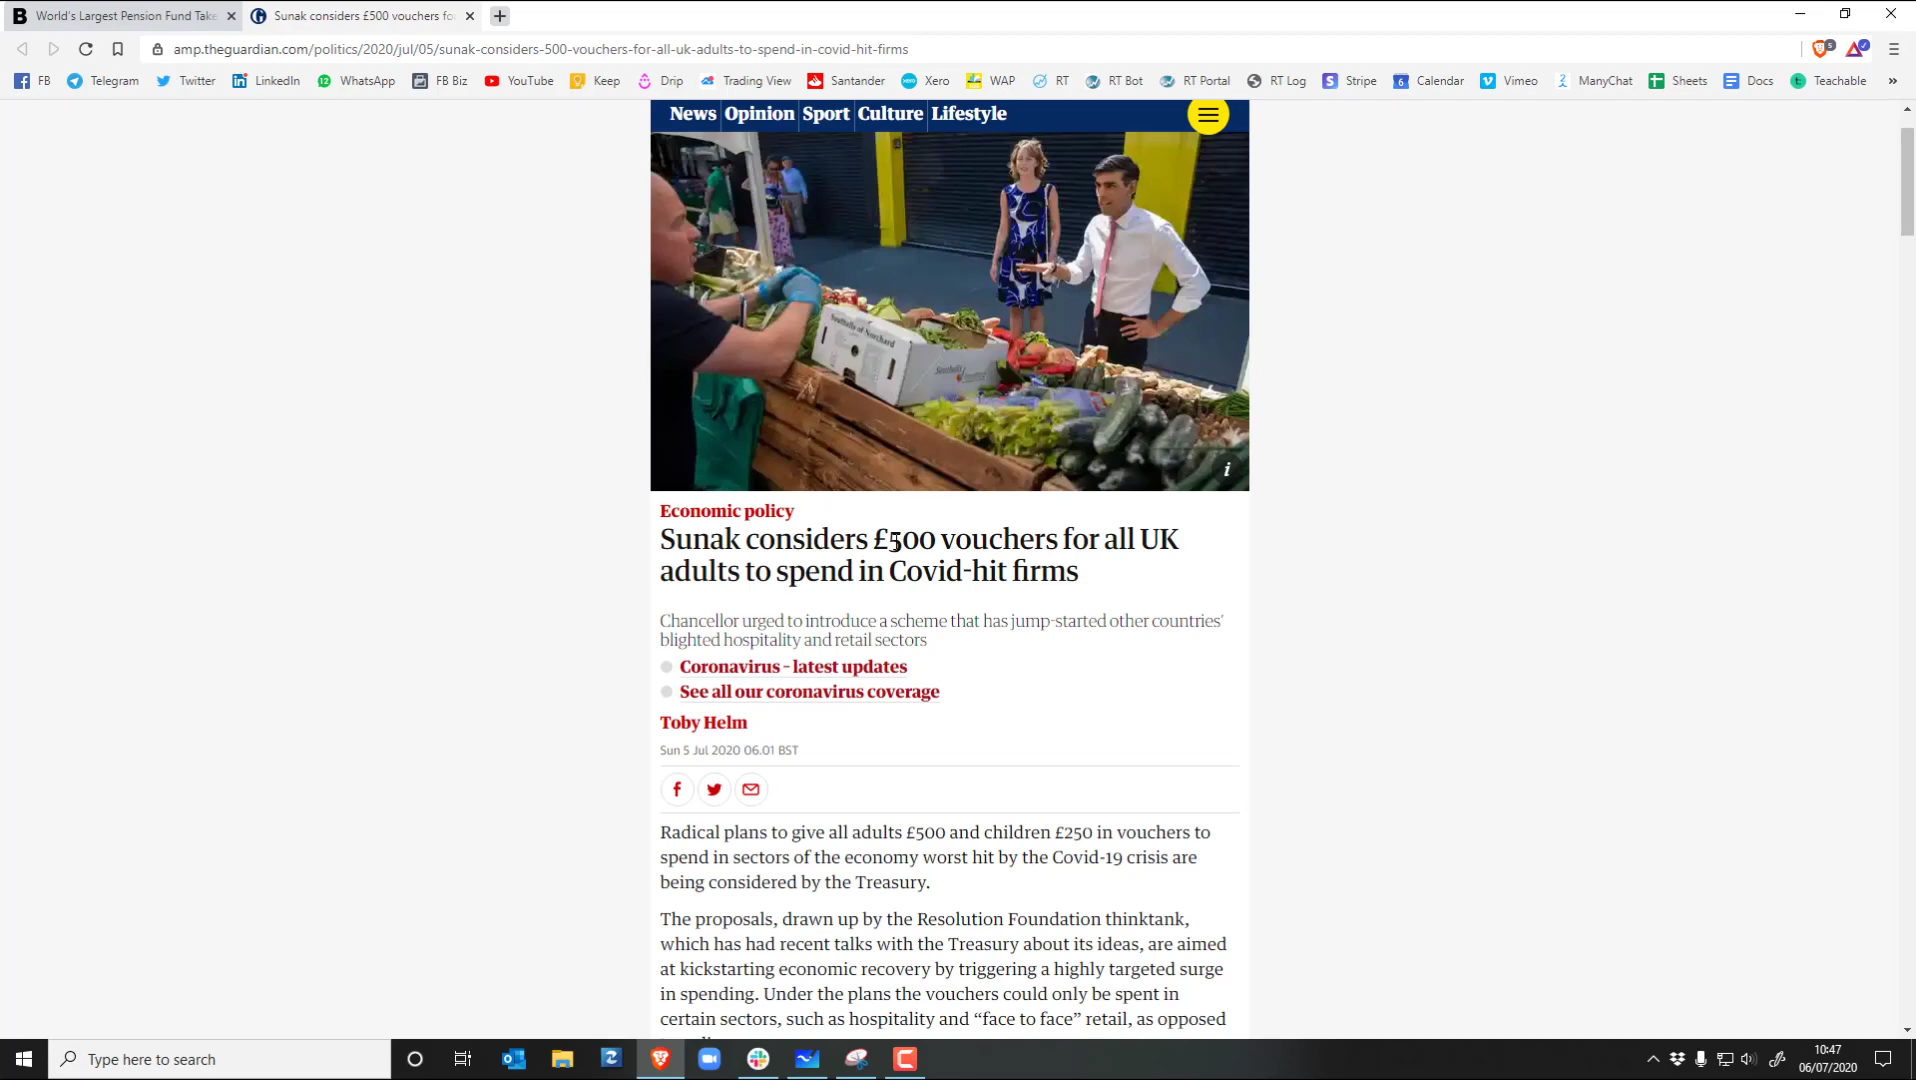 World's Largest Pension Fund Take
Sunak considers £500 vouchers fo
amp.theguardian.com/politics/2020/jul/05/sunak-considers-500-vouchers-for-all-uk-adults-to-spend-in-covid-hit-firms
FB Telegram Twitter LinkedIn WhatsApp FB Biz YouTube Keep Drip Trading View Santander Xero WAP RT RT Bot RT Portal RT Log Stripe Calendar Vimeo ManyChat Sheets Docs Teachable
News Opinion Sport Culture Lifestyle
Economic policy
Sunak considers £500 vouchers for all UK
adults to spend in Covid-hit firms
Chancellor urged to introduce a scheme that has jump-started other countries'
blighted hospitality and retail sectors
Coronavirus – latest updates
See all our coronavirus coverage
Toby Helm
Sun 5 Jul 2020 06.01 BST
Radical plans to give all adults £500 and children £250 in vouchers to
spend in sectors of the economy worst hit by the Covid-19 crisis are
being considered by the Treasury.
The proposals, drawn up by the Resolution Foundation thinktank,
which has had recent talks with the Treasury about its ideas, are aimed
at kickstarting economic recovery by triggering a highly targeted surge
in spending. Under the plans the vouchers could only be spent in
certain sectors, such as hospitality and “face to face” retail, as opposed
Type here to search
10:47
06/07/2020